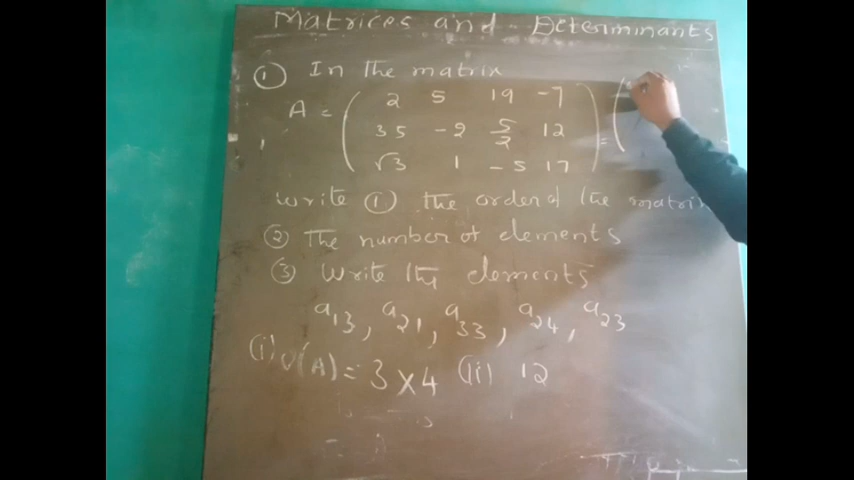 Matrices and Determinants
① In the matrix
A = ( 2 5 19 -7
35 -2 5/2 12
√3 1 -5 17 ) = (
write ① the order of the matrix
② The number of elements
③ Write the elements
a13, a21, a33, a24, a23
(i) O(A) = 3×4 (ii) 12